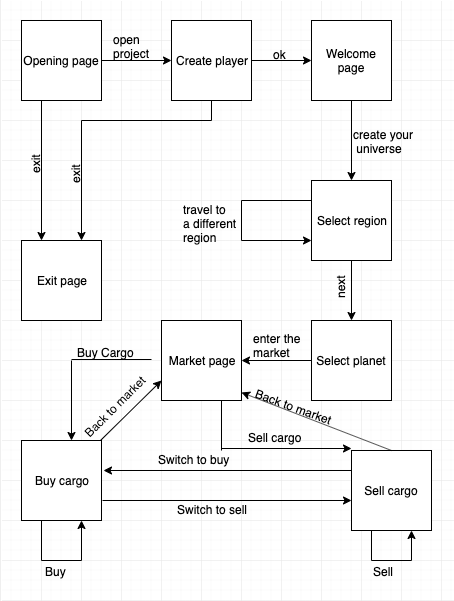 open
project
Opening page
Create player
ok
Welcome
page
exit
exit
create your
universe
travel to
a different
region
Select region
Exit page
next
Buy Cargo
Market page
enter the
market
Select planet
Back to market
Back to market
Sell cargo
Switch to buy
Buy cargo
Sell cargo
Switch to sell
Buy
Sell